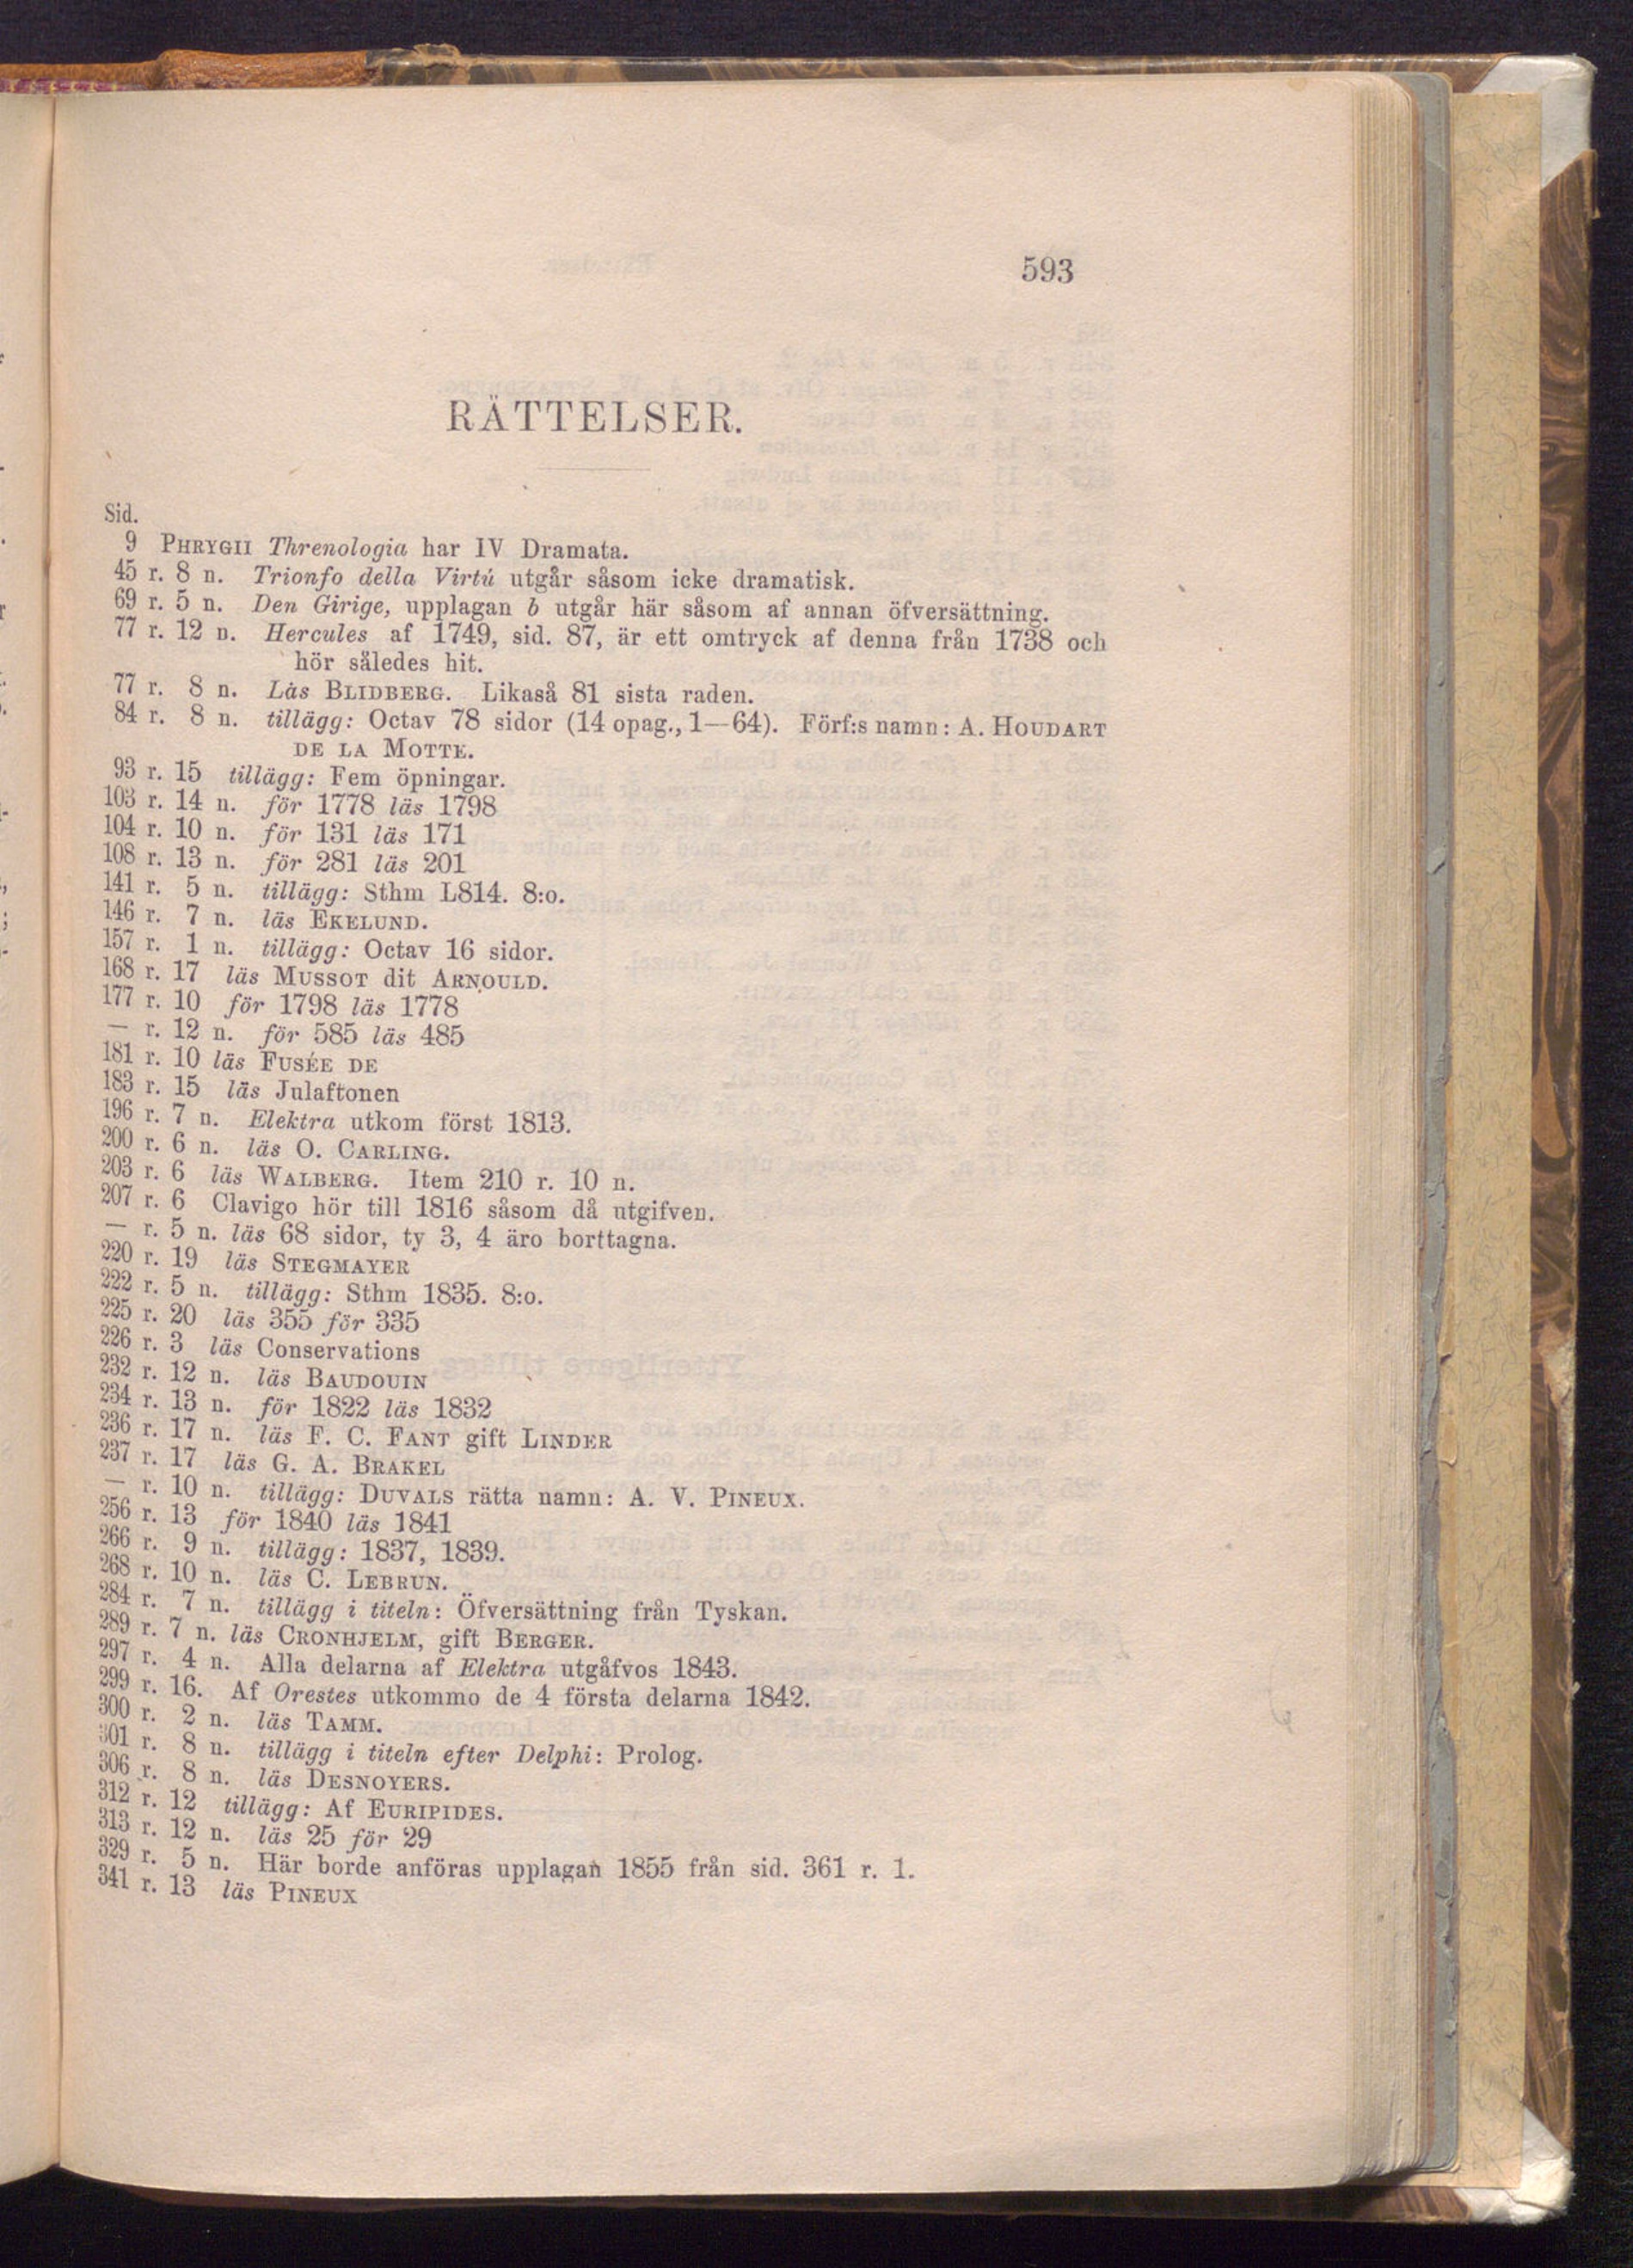 593
RÄTTELSER.
Sid.
9 PHRYGII Threnologia har IV Dramata.
45 r. 8 n. Trionfo della Virtú utgår såsom icke dramatisk.
69 r. 5 n. Den Girige, upplagan b utgår här såsom af annan öfversättning.
77 r. 12 n. Hercules af 1749, sid. 87, är ett omtryck af denna från 1738 och
hör således hit.
77 r. 8 n. Läs BLIDBERG. Likaså 81 sista raden.
84 r. 8 n. tillägg: Octav 78 sidor (14 opag., 1—64). Förf:s namn: A. HOUDART
DE LA MOTTE.
93 r. 15 tillägg: Fem öpningar.
103 r. 14 n. för 1778 läs 1798
104 r. 10 n. för 131 läs 171
108 r. 13 n. för 281 läs 201
141 r. 5 n. tillägg: Sthm L814. 8:o.
146 r. 7 n. läs EKELUND.
157 r. 1 n. tillägg: Octav 16 sidor.
168 r. 17 läs MUSSOT dit ARNOULD.
177 r. 10 för 1798 läs 1778
— r. 12 n. för 585 läs 485
181 r. 10 läs FUSÉE DE
183 r. 15 läs Julaftonen
196 r. 7 n. Elektra utkom först 1813.
200 r. 6 n. läs O. CARLING.
203 r. 6 läs WALBERG. Item 210 r. 10 n.
207 r. 6 Clavigo hör till 1816 såsom då utgifven.
— r. 5 n. läs 68 sidor, ty 3, 4 äro borttagna.
220 r. 19 läs STEGMAYER
222 r. 5 n. tillägg: Sthm 1835. 8:o.
225 r. 20 läs 355 för 335
226 r. 3 läs Conservations
232 r. 12 n. läs BAUDOUIN
234 r. 13 n. för 1822 läs 1832
236 r. 17 n. läs F. C. FANT gift LINDER
237 r. 17 läs G. A. BRAKEL
— r. 10 n. tillägg: DUVALS rätta namn: A. V. PINEUX.
256 r. 13 för 1840 läs 1841
266 r. 9 n. tillägg: 1837, 1839.
268 r. 10 n. läs C. LEBRUN.
284 r. 7 n. tillägg i titeln: Öfversättning från Tyskan.
289 r. 7 n. läs CRONHJELM, gift BERGER.
297 r. 4 n. Alla delarna af Elektra utgåfvos 1843.
299 r. 16. Af Orestes utkommo de 4 första delarna 1842.
300 r. 2 n. läs TAMM.
301 r. 8 n. tillägg i titeln efter Delphi: Prolog.
306 r. 8 n. läs DESNOYERS.
312 r. 12 tillägg: Af EURIPIDES.
313 r. 12 n. läs 25 för 29
329 r. 5 n. Här borde anföras upplagan 1855 från sid. 361 r. 1.
341 r. 13 läs PINEUX